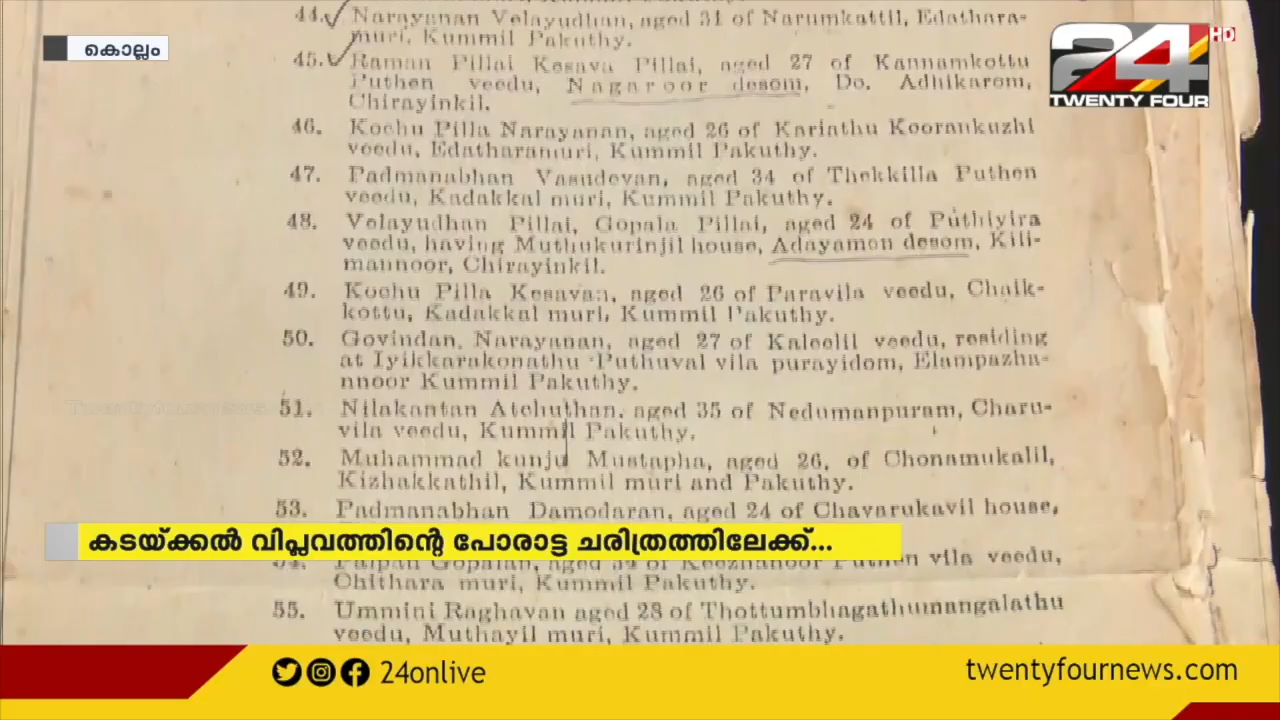 44. Narayanan Velayudhan, aged 31 of Narumkattil, Edathara-
muri, Kummil Pakuthy.
45. Raman Pillai Kesava Pillai, aged 27 of Kannamkottu
Puthen veedu, Nagaroor desom, Do. Adhikarom,
Chirayinkil.
46. Kochu Pilla Narayanan, aged 26 of Kariathu Koorankuzhi
veedu, Edatharamuri, Kummil Pakuthy.
47. Padmanabhan Vasudevan, aged 34 of Thekkilla Puthen
veedu, Kadakkal muri, Kummil Pakuthy.
48. Velayudhan Pillai, Gopala Pillai, aged 24 of Puthiyira
veedu, having Muthukurinjil house, Adayamon desom, Kili-
mannoor, Chirayinkil.
49. Kochu Pilla Kesavan, aged 26 of Paravila veedu, Chaik-
kottu, Kadakkal muri, Kummil Pakuthy.
50. Govindan Narayanan, aged 27 of Kaleelil veedu, residing
at Iyikkarakonathu Puthuval vila purayidom, Elampazha-
nnoor Kummil Pakuthy.
51. Nilakantan Atchuthan, aged 35 of Nedumanpuram, Charu-
vila veedu, Kummil Pakuthy.
52. Muhammad kunju Mustapha, aged 26, of Chonamukalil,
Kizhakkathil, Kummil muri and Pakuthy.
53. Padmanabhan Damodaran, aged 24 of Chavarukavil house,
Gopalan, aged of Puthen vila veedu,
Chithara muri, Kummil Pakuthy.
55. Ummini Raghavan aged 28 of Thottumbhagathumangalathu
veedu, Muthayil muri, Kummil Pakuthy.
കൊല്ലം
24 HD
TWENTY FOUR
Twentyfournews.
കടയ്ക്കൽ വിപ്ലവത്തിന്റെ പോരാട്ട ചരിത്രത്തിലേക്ക്...
24onlive
twentyfournews.com